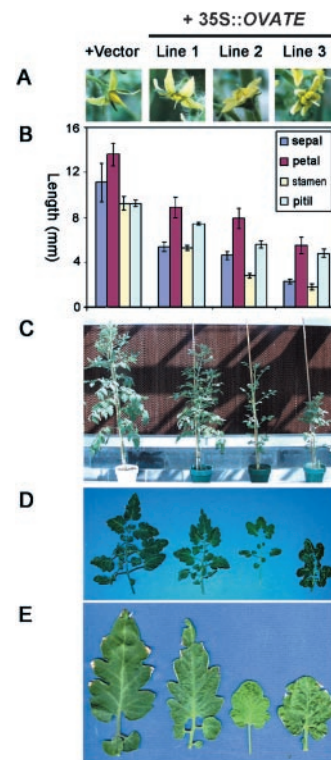 + 35S::OVATE
+Vector Line 1 Line 2 Line 3
A
B
16
12
8
4
0
Length (mm)
sepal
petal
stamen
pitil
C
D
E